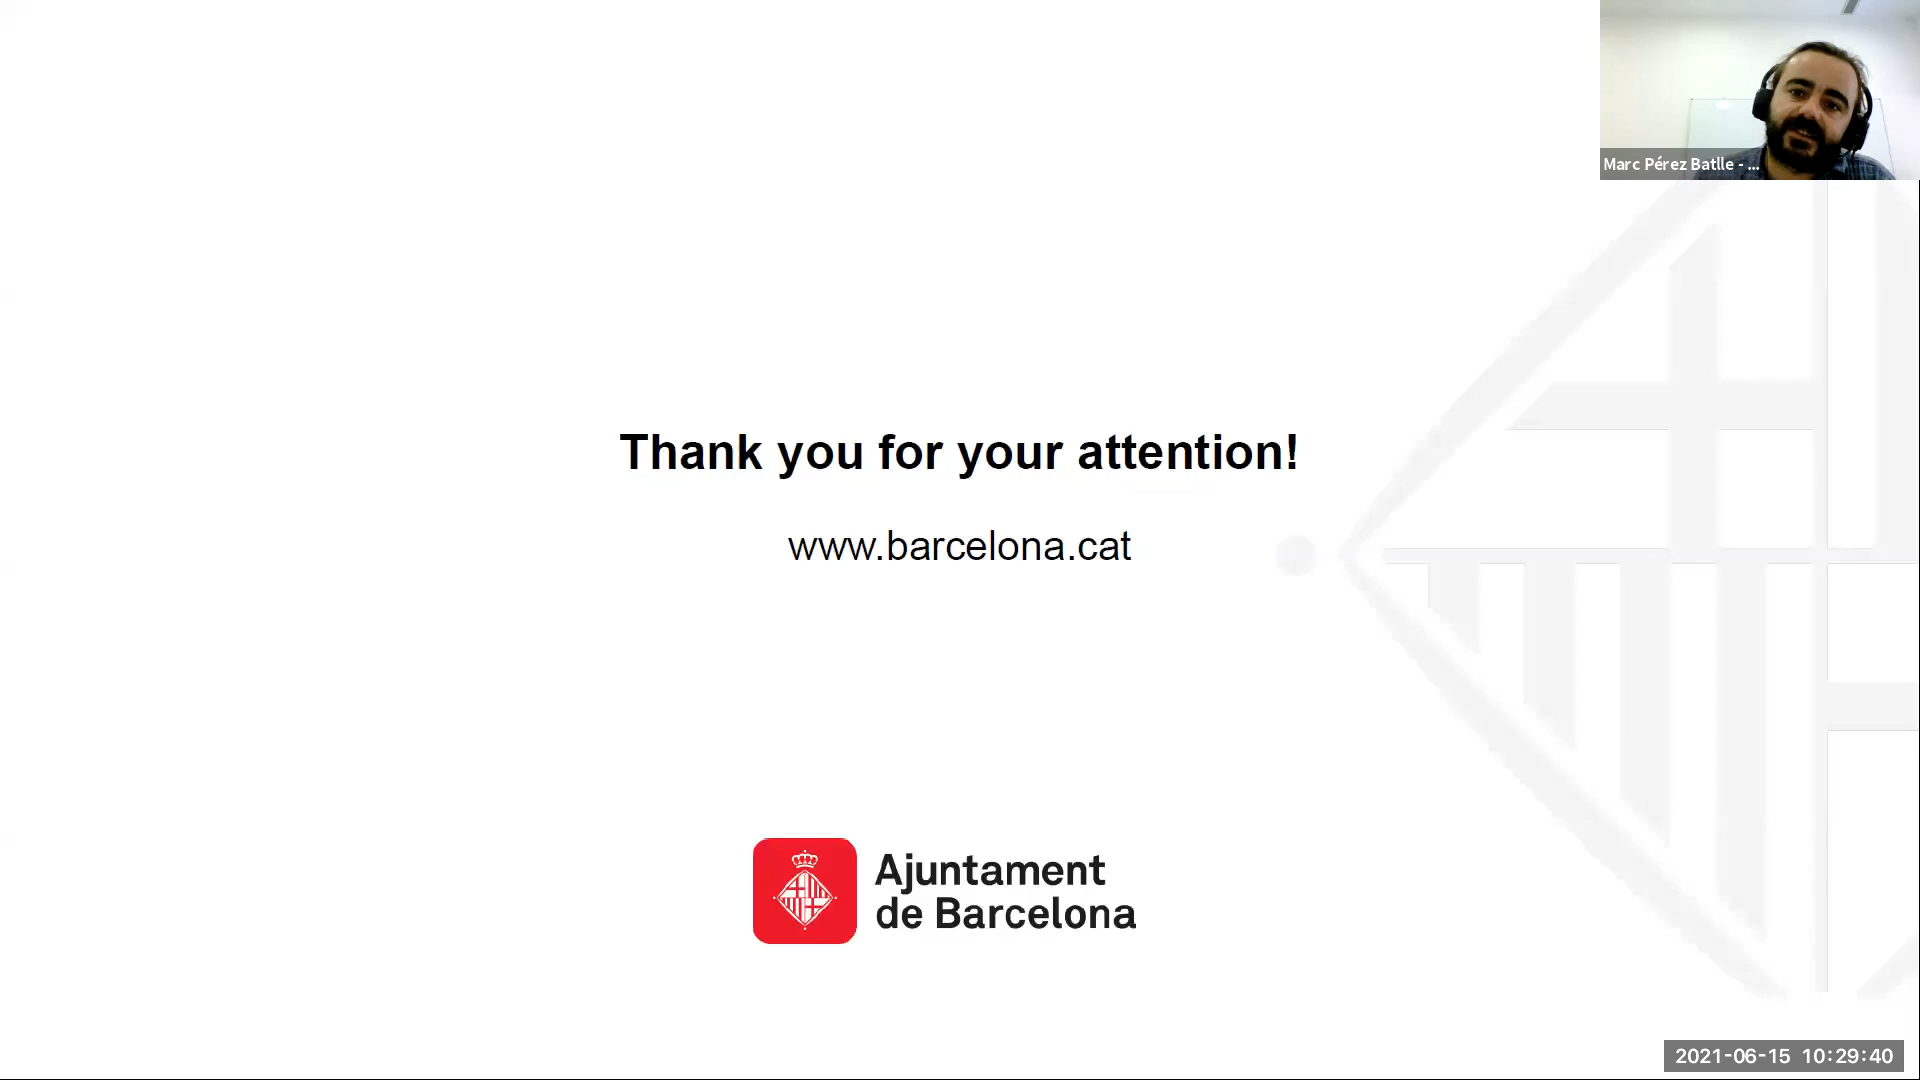 Marc Pérez Batlle - ...
Thank you for your attention!
www.barcelona.cat
Ajuntament
de Barcelona
2021-06-15 10:29:40